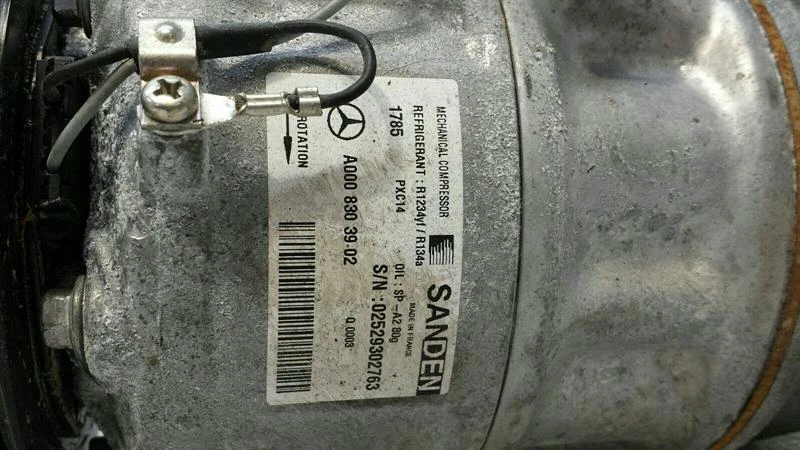 MECHANICAL COMPRESSOR
SANDEN
MADE IN FRANCE
REFRIGERANT : R1234yf / R134a
OIL : SP-A2 80g
1785 PXC14
S/N : 02529302763
A000 830 39 02
Q 0003
ROTATION